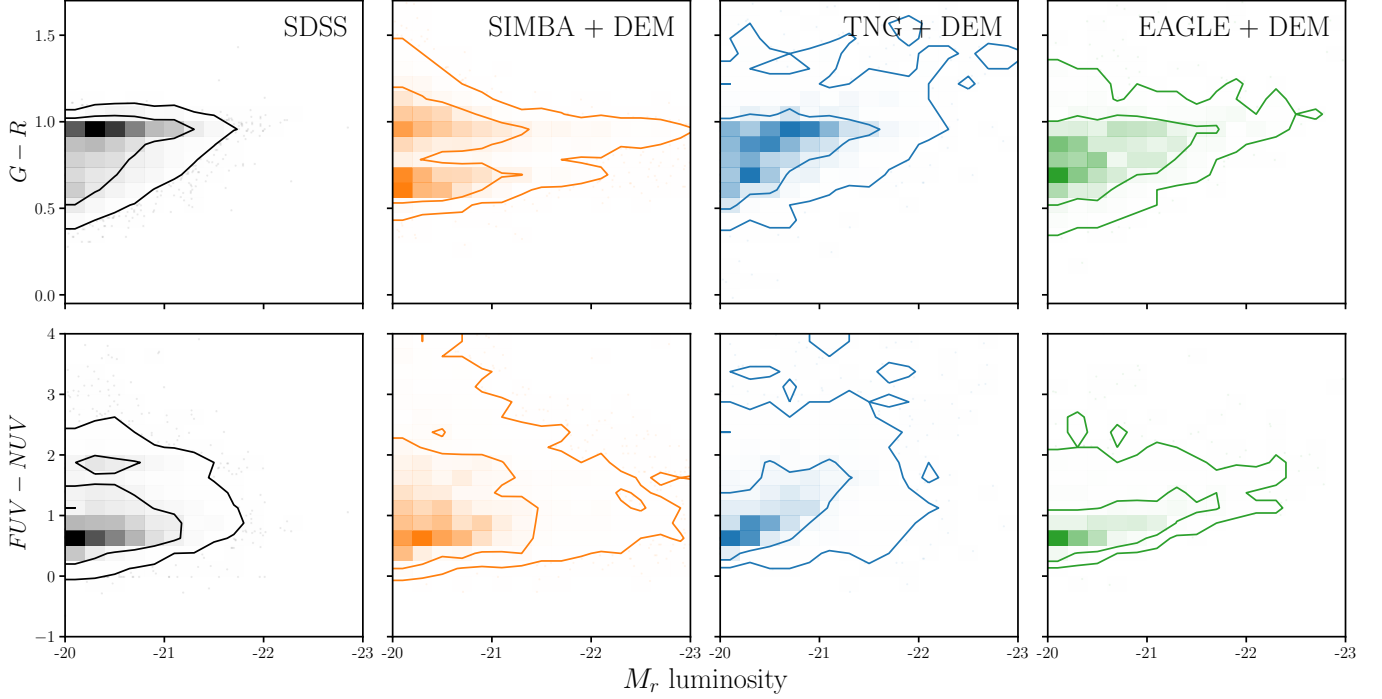 SDSS
SIMBA + DEM
TNG + DEM
EAGLE + DEM
1.5
1.0
0.5
0.0
G − R
4
3
2
1
0
−1
FUV − NUV
-20 -21 -22 -23
-20 -21 -22 -23
-20 -21 -22 -23
-20 -21 -22 -23
M_r luminosity